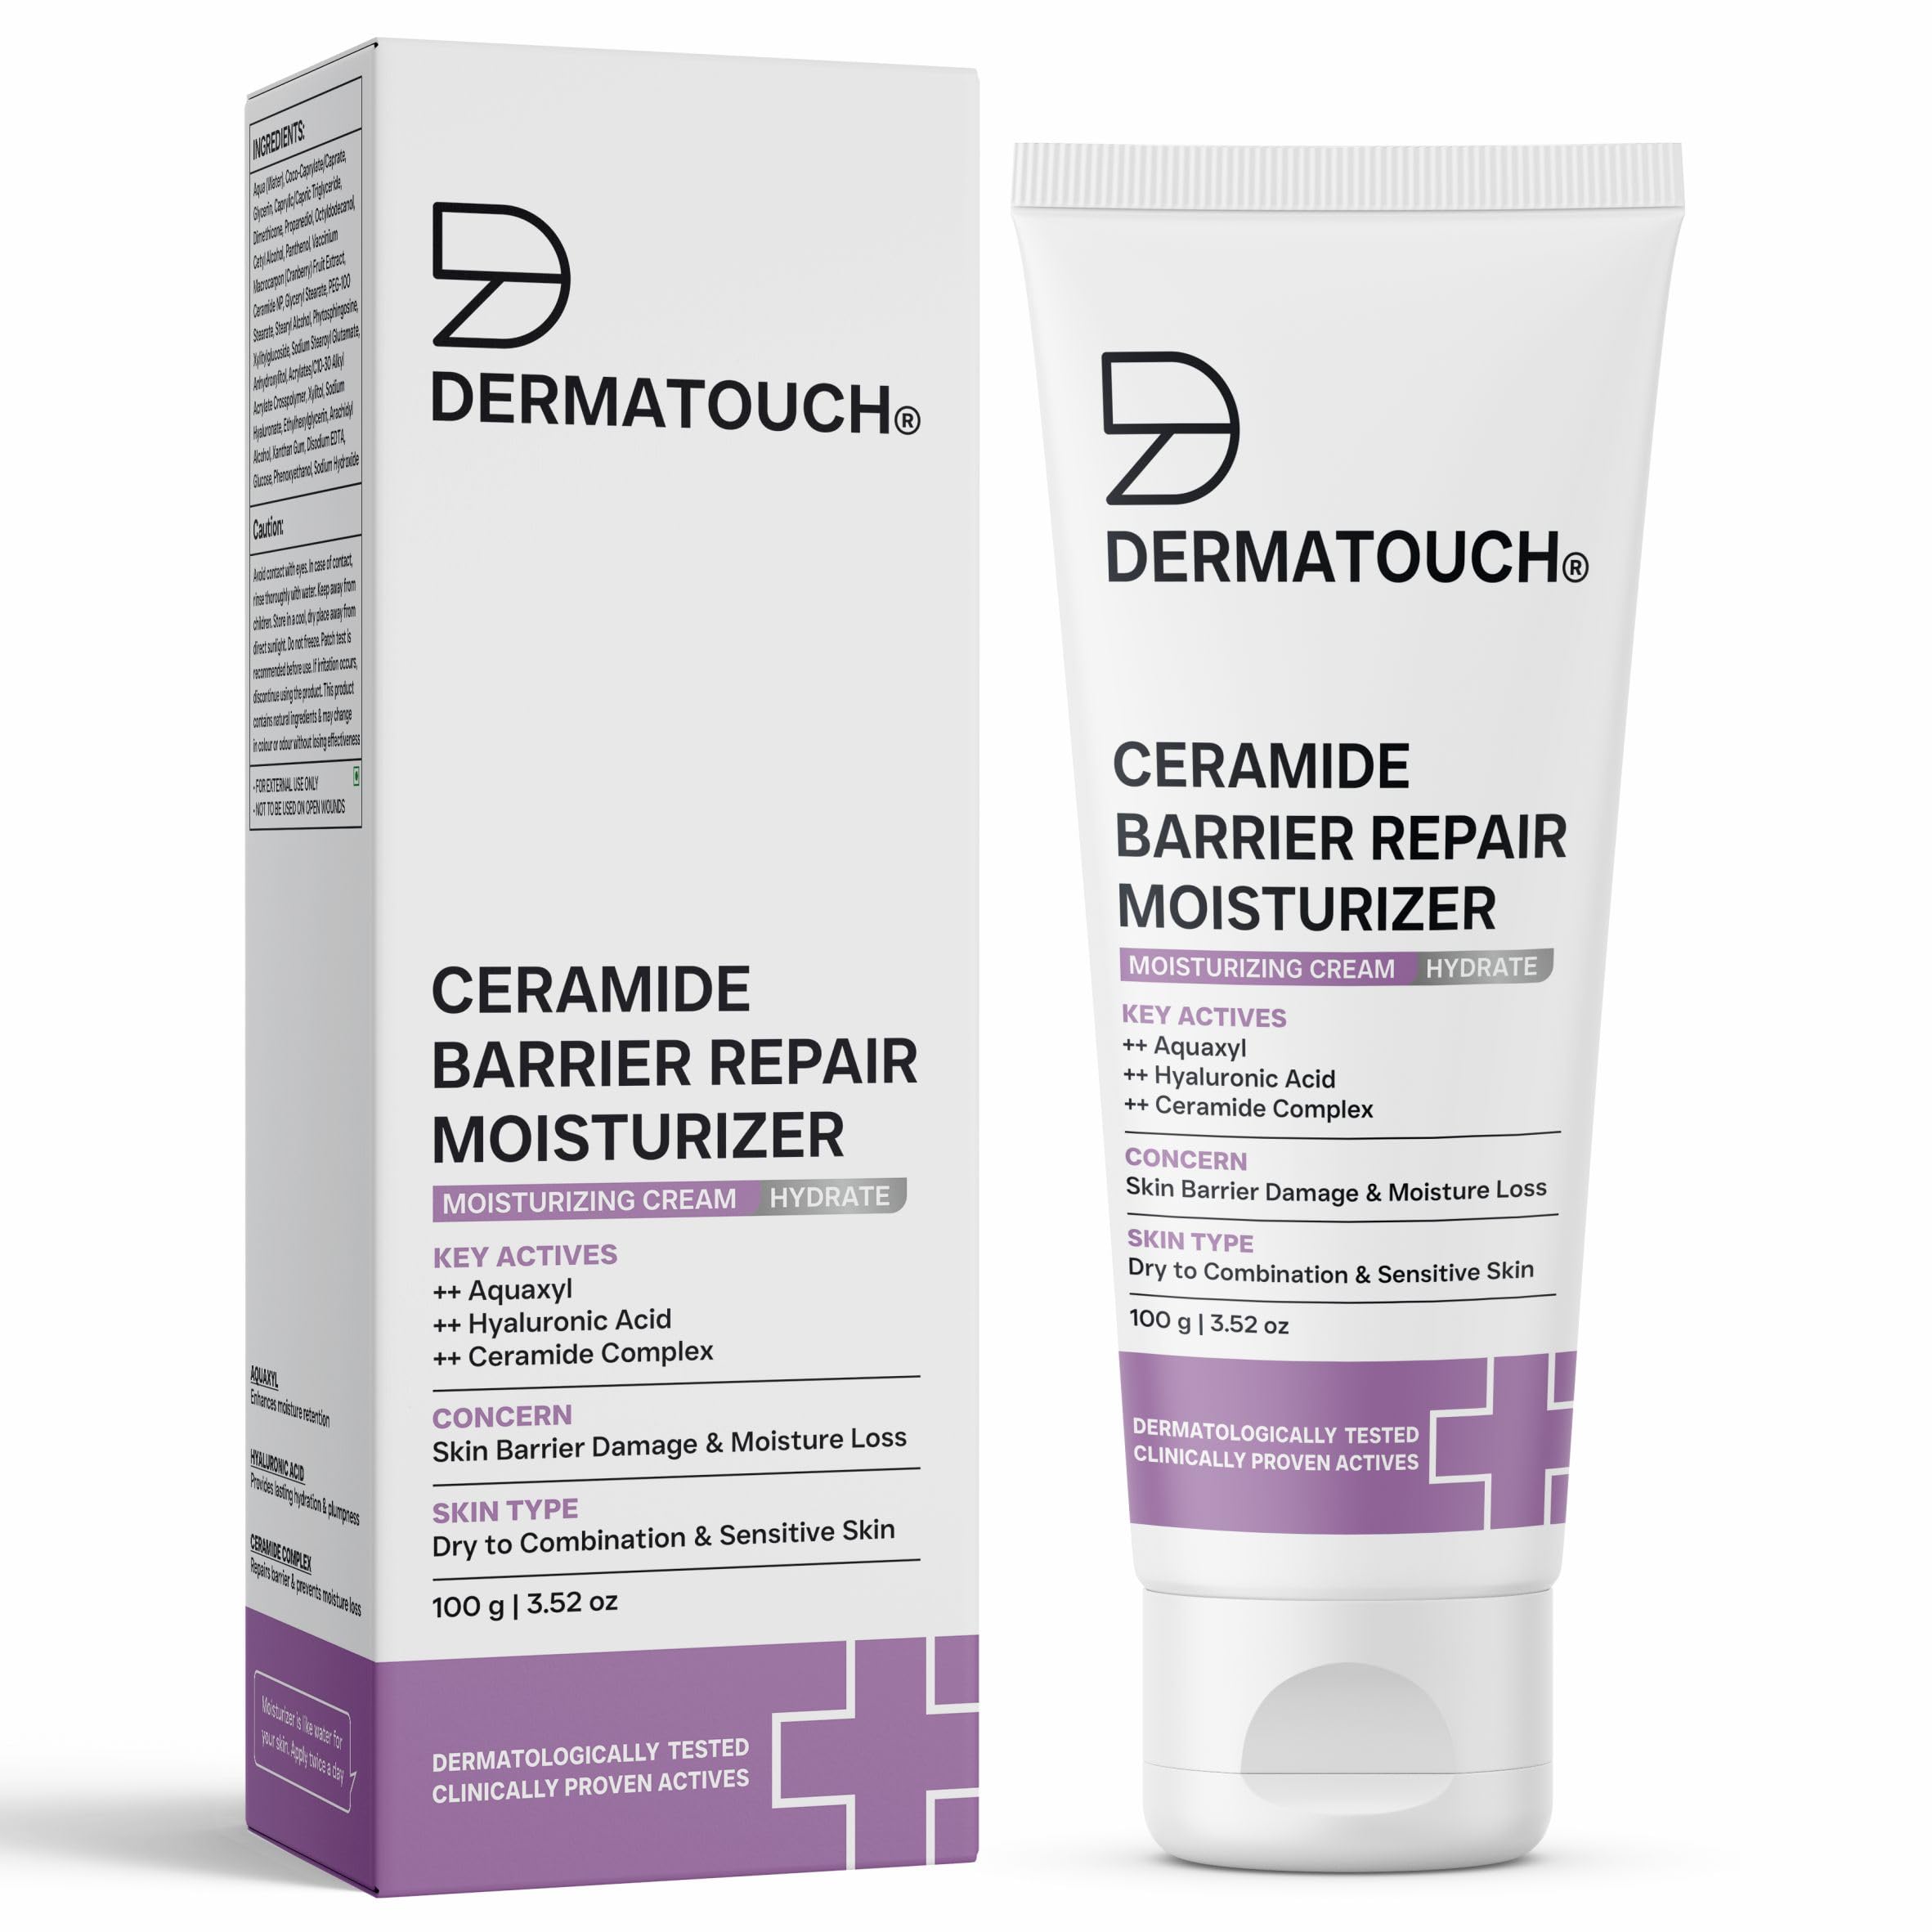 INGREDIENTS:
Aqua (Water), Coco-Caprylate/Caprate,
Glycerin, Caprylic/Capric Triglyceride,
Dimethicone, Propanediol, Octyldodecanol,
Cetyl Alcohol, Panthenol, Vaccinium
Macrocarpon (Cranberry) Fruit Extract,
Ceramide NP, Glyceryl Stearate, PEG-100
Stearate, Stearyl Alcohol, Phytosphingosine,
Xylitylglucoside, Sodium Stearoyl Glutamate,
Anhydroxylitol, Acrylates/C10-30 Alkyl
Acrylate Crosspolymer, Xylitol, Sodium
Hyaluronate, Ethylhexylglycerin, Arachidyl
Alcohol, Xanthan Gum, Disodium EDTA,
Glucose, Phenoxyethanol, Sodium Hydroxide
Caution:
Avoid contact with eyes. In case of contact,
rinse thoroughly with water. Keep away from
children. Store in a cool, dry place away from
direct sunlight. Do not freeze. Patch test is
recommended before use. If irritation occurs,
discontinue using the product. This product
contains natural ingredients & may change
in colour or odour without losing effectiveness
- FOR EXTERNAL USE ONLY
- NOT TO BE USED ON OPEN WOUNDS
AQUAXYL
Enhances moisture retention
HYALURONIC ACID
Provides lasting hydration & plumpness
CERAMIDE COMPLEX
Repairs barrier & prevents moisture loss
Moisturizer is like water for
your skin. Apply twice a day
DERMATOUCH®
CERAMIDE
BARRIER REPAIR
MOISTURIZER
MOISTURIZING CREAM HYDRATE
KEY ACTIVES
++ Aquaxyl
++ Hyaluronic Acid
++ Ceramide Complex
CONCERN
Skin Barrier Damage & Moisture Loss
SKIN TYPE
Dry to Combination & Sensitive Skin
100 g | 3.52 oz
DERMATOLOGICALLY TESTED
CLINICALLY PROVEN ACTIVES
DERMATOUCH®
CERAMIDE
BARRIER REPAIR
MOISTURIZER
MOISTURIZING CREAM HYDRATE
KEY ACTIVES
++ Aquaxyl
++ Hyaluronic Acid
++ Ceramide Complex
CONCERN
Skin Barrier Damage & Moisture Loss
SKIN TYPE
Dry to Combination & Sensitive Skin
100 g | 3.52 oz
DERMATOLOGICALLY TESTED
CLINICALLY PROVEN ACTIVES